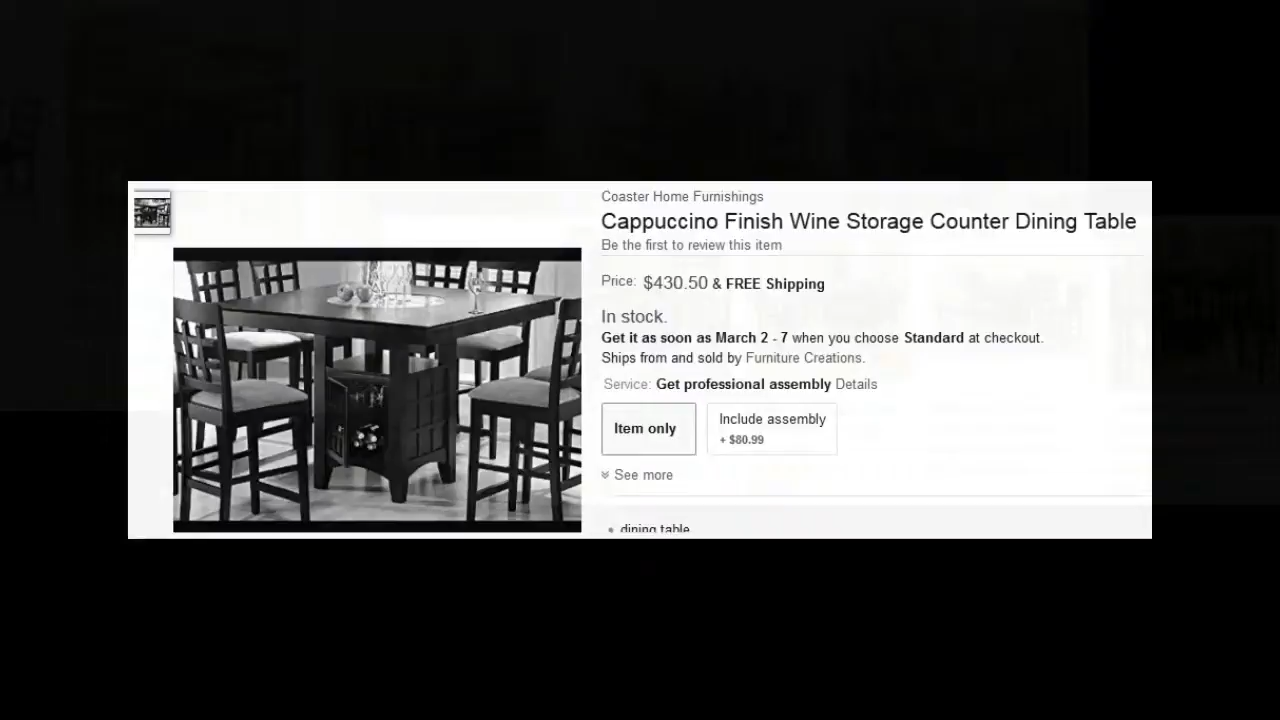 Coaster Home Furnishings
Cappuccino Finish Wine Storage Counter Dining Table
Be the first to review this item
Price: $430.50 & FREE Shipping
In stock.
Get it as soon as March 2 - 7 when you choose Standard at checkout.
Ships from and sold by Furniture Creations.
Service: Get professional assembly Details
Item only
Include assembly
+ $80.99
See more
• dining table